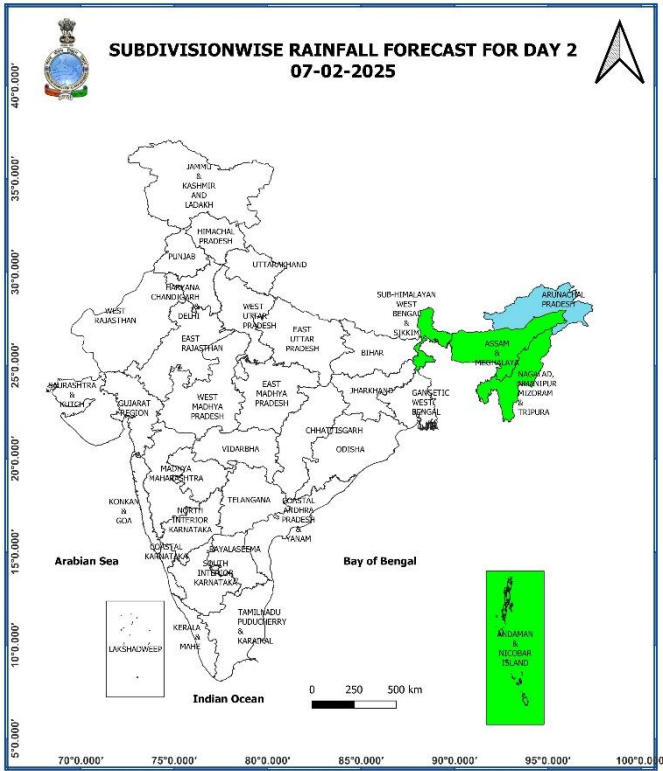 SUBDIVISIONWISE RAINFALL FORECAST FOR DAY 2
07-02-2025
40°0.000'
35°0.000'
30°0.000'
25°0.000'
20°0.000'
15°0.000'
10°0.000'
5°0.000'
JAMMU
&
KASHMIR
AND
LADAKH
HIMACHAL
PRADESH
PUNJAB
UTTARAKHAND
HARYANA
CHANDIGARH
&
DELHI
WEST
RAJASTHAN
WEST
UTTAR
PRADESH
EAST
RAJASTHAN
EAST
UTTAR
PRADESH
SUB-HIMALAYAN
WEST
BENGAL
&
SIKKIM
ARUNACHAL
PRADESH
BIHAR
ASSAM
&
MEGHALAYA
SAURASHTRA
&
KUTCH
GUJARAT
REGION
WEST
MADHYA
PRADESH
EAST
MADHYA
PRADESH
JHARKHAND
GANGETIC
WEST
BENGAL
MIZORAM
&
TRIPURA
CHHATTISGARH
VIDARBHA
ODISHA
MADHYA
MAHARASHTRA
TELANGANA
COASTAL
ANDHRA
PRADESH
&
YANAM
KONKAN
&
GOA
NORTH
INTERIOR
KARNATAKA
COASTAL
KARNATAKA
RAYALASEEMA
SOUTH
INTERIOR
KARNATAKA
Arabian Sea
Bay of Bengal
LAKSHADWEEP
KERALA
&
MAHE
TAMILNADU
PUDUCHERRY
&
KARAIKAL
ANDAMAN
&
NICOBAR
ISLAND
Indian Ocean
0 250 500 km
70°0.000' 75°0.000' 80°0.000' 85°0.000' 90°0.000' 95°0.000' 100°0.000'